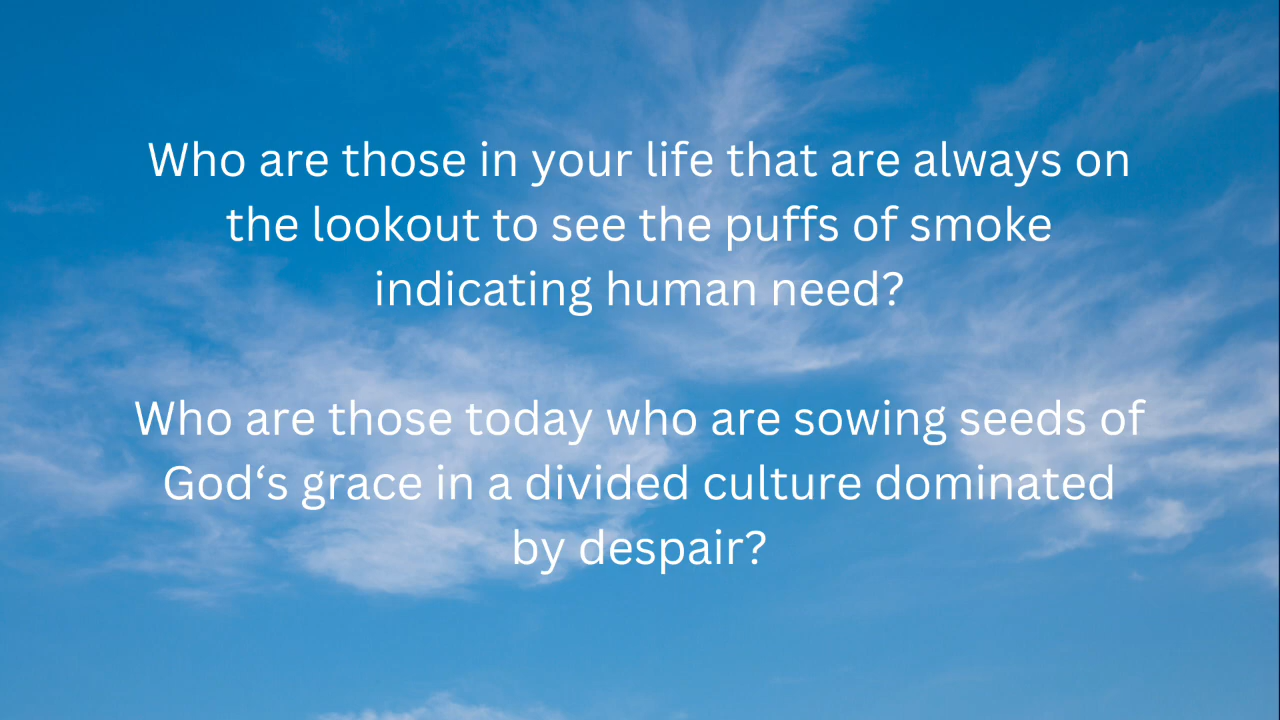 Who are those in your life that are always on
the lookout to see the puffs of smoke
indicating human need?
Who are those today who are sowing seeds of
God‘s grace in a divided culture dominated
by despair?